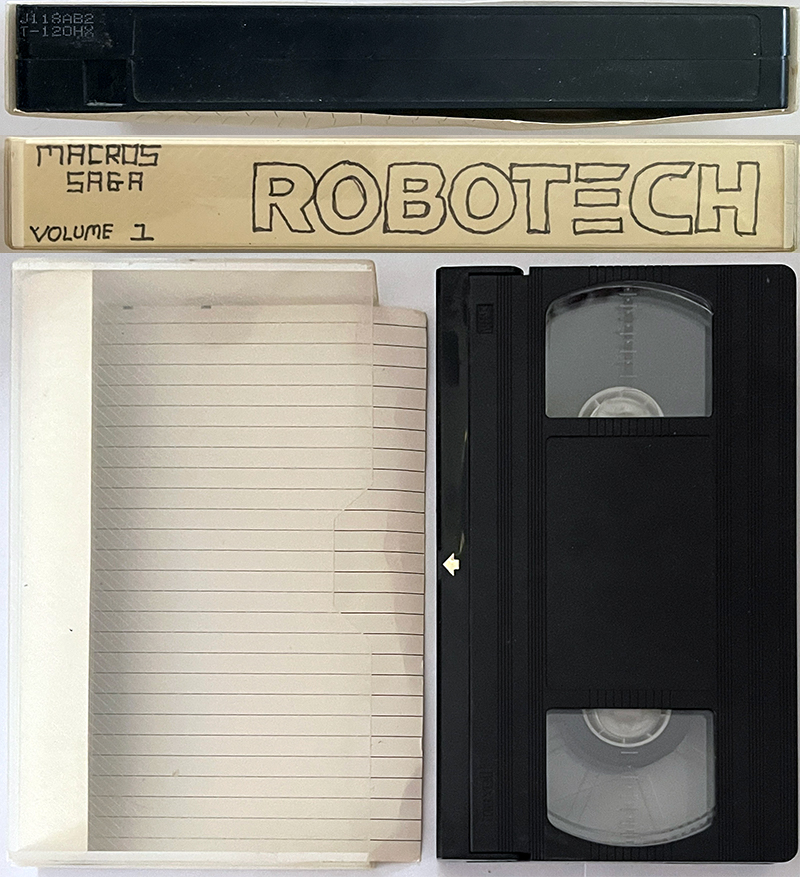 J118AB2
T-120HX
MACROS
SAGA
VOLUME 1
ROBOTECH